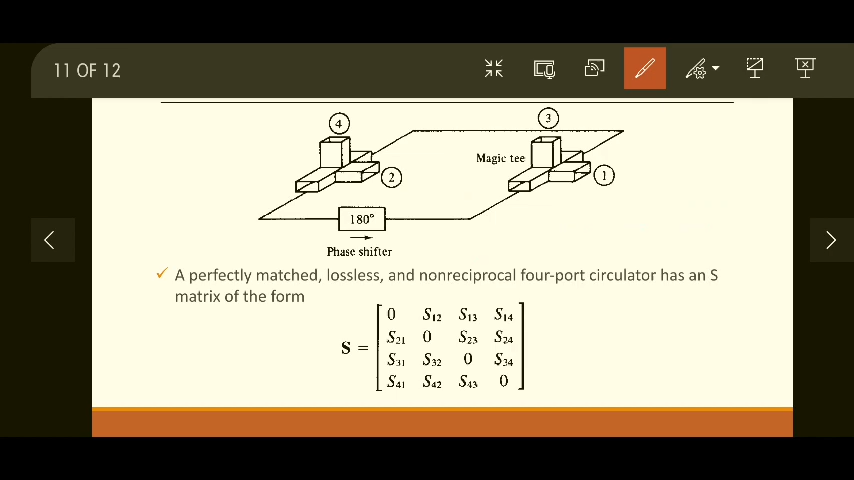 11 OF 12
4
3
Magic tee
2
1
180°
Phase shifter
✓ A perfectly matched, lossless, and nonreciprocal four-port circulator has an S
matrix of the form
0 S12 S13 S14
S21 0 S23 S24
S =
S31 S32 0 S34
S41 S42 S43 0